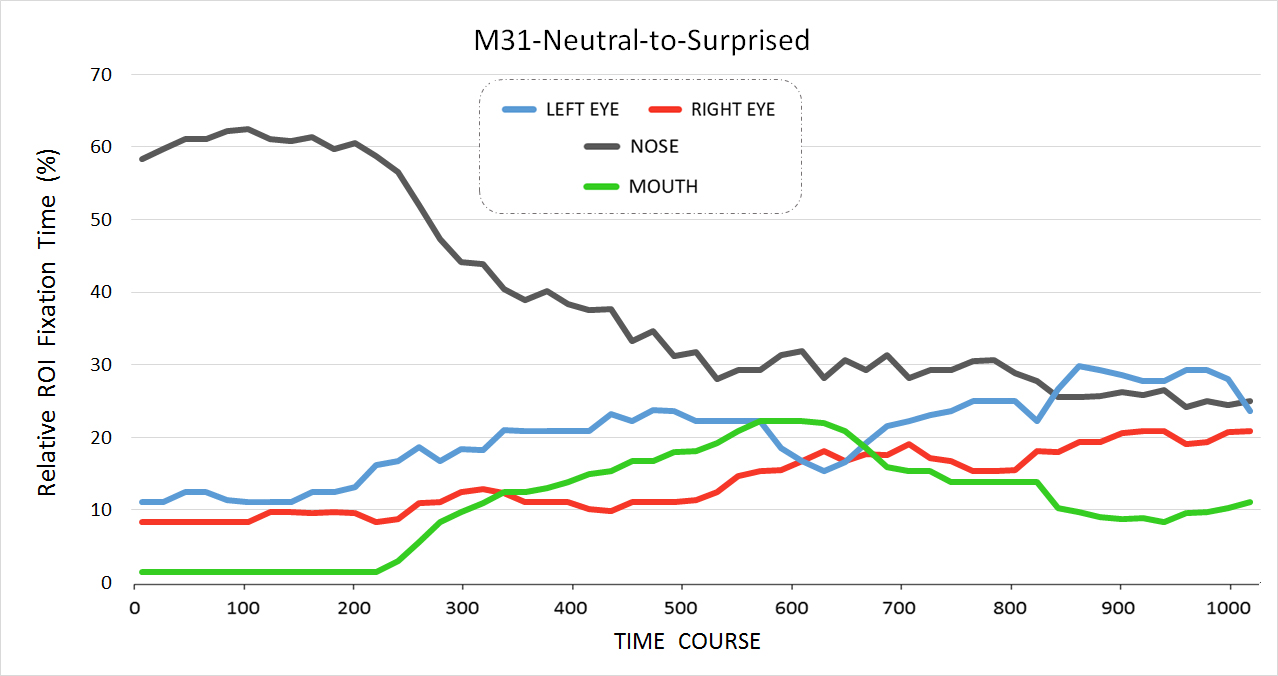 M31-Neutral-to-Surprised
70
LEFT EYE RIGHT EYE
NOSE
MOUTH
60
50
40
30
20
10
0
Relative ROI Fixation Time (%)
0 100 200 300 400 500 600 700 800 900 1000
TIME COURSE